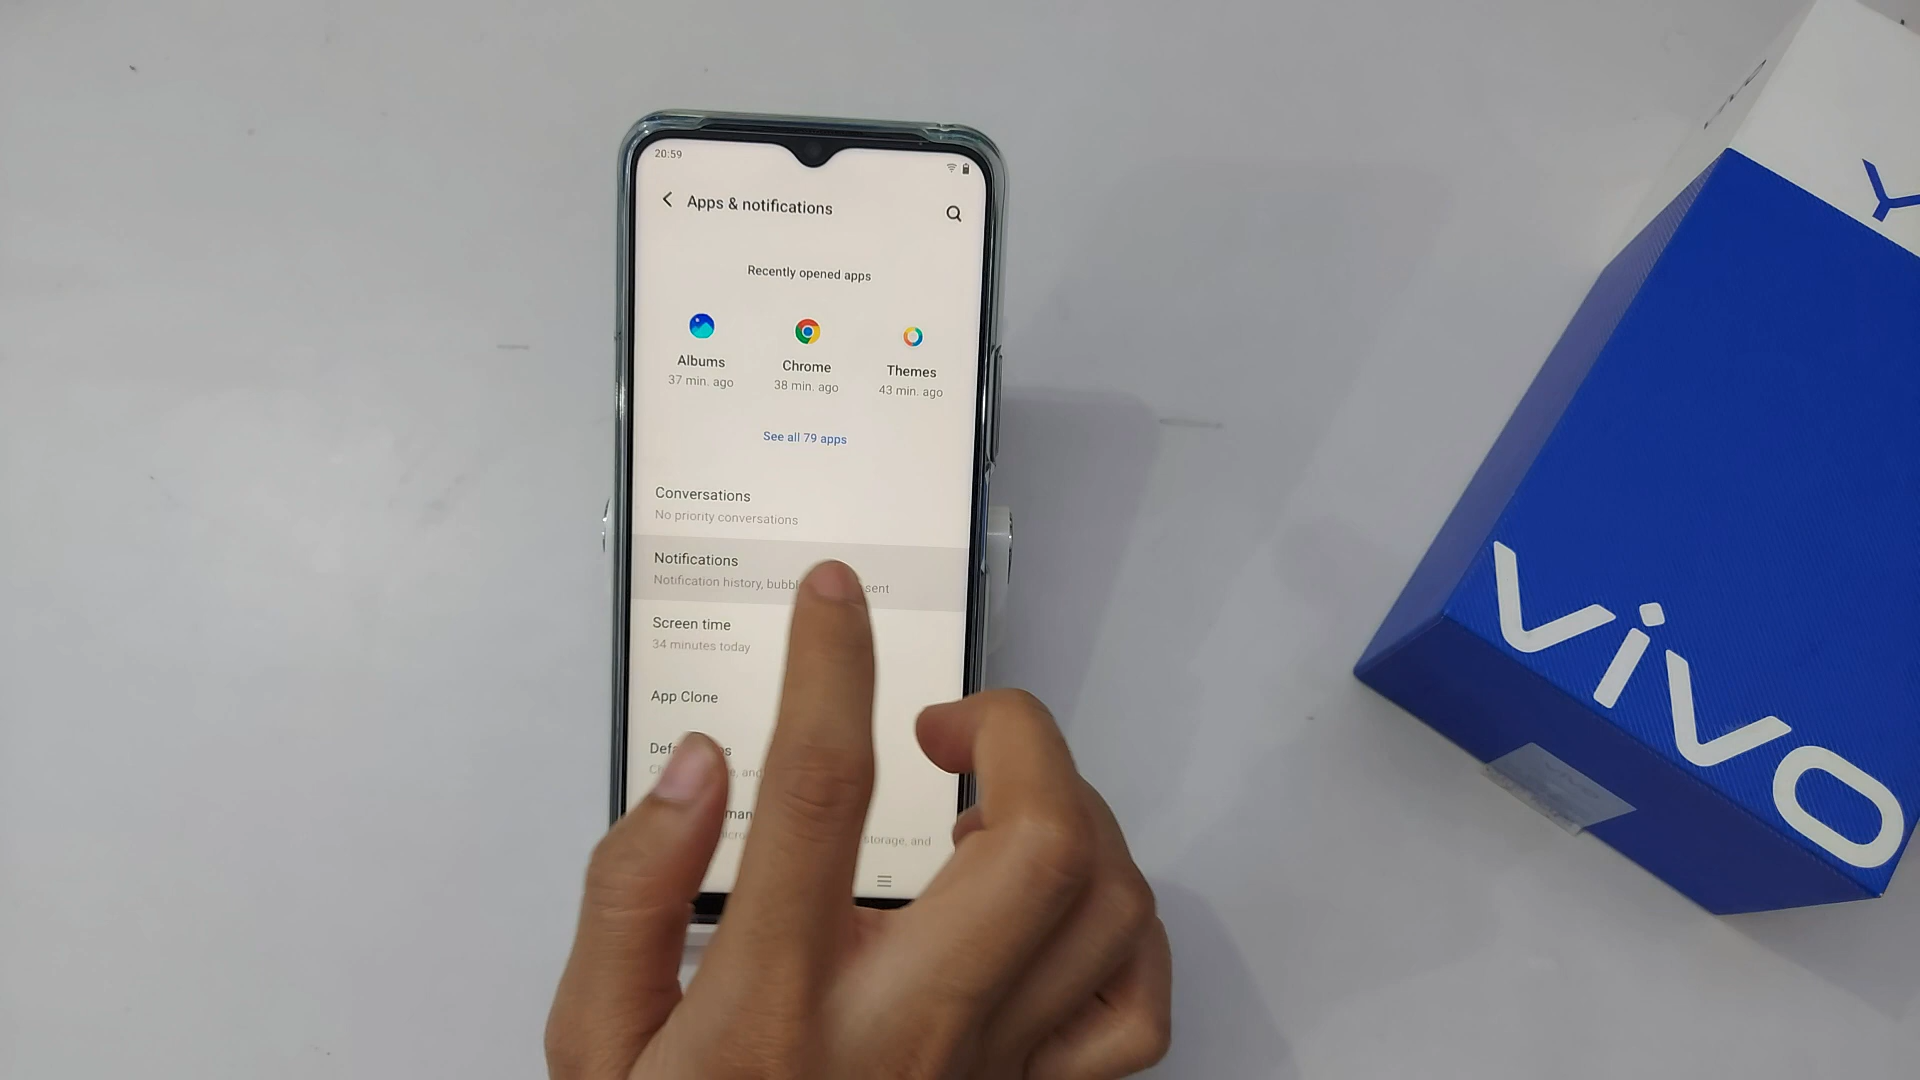 20:59
Apps & notifications
Recently opened apps
Albums
Chrome
Themes
37 min. ago
38 min. ago
43 min. ago
See all 79 apps
Conversations
No priority conversations
Notifications
Notification history, sent
Screen time
34 minutes today
App Clone
storage, and
Y
vivo